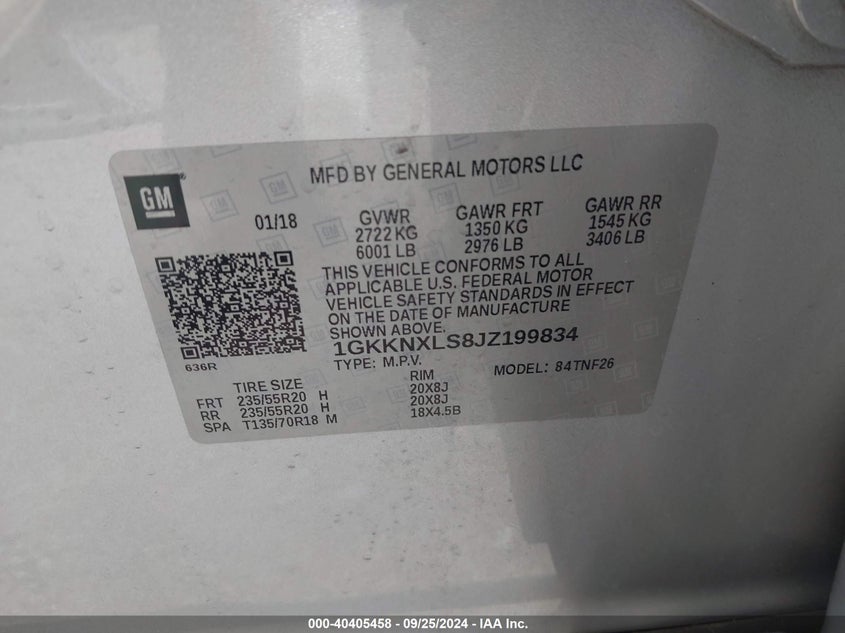 GM
MFD BY GENERAL MOTORS LLC
01/18 GVWR GAWR FRT GAWR RR
2722 KG 1350 KG 1545 KG
6001 LB 2976 LB 3406 LB
THIS VEHICLE CONFORMS TO ALL
APPLICABLE U.S. FEDERAL MOTOR
VEHICLE SAFETY STANDARDS IN EFFECT
ON THE DATE OF MANUFACTURE
SHOWN ABOVE.
1GKKNXLS8JZ199834
636R
TYPE: M.P.V. MODEL: 84TNF26
TIRE SIZE RIM
FRT 235/55R20 H 20X8J
RR 235/55R20 H 20X8J
SPA T135/70R18 M 18X4.5B
000-40405458 - 09/25/2024 - IAA Inc.